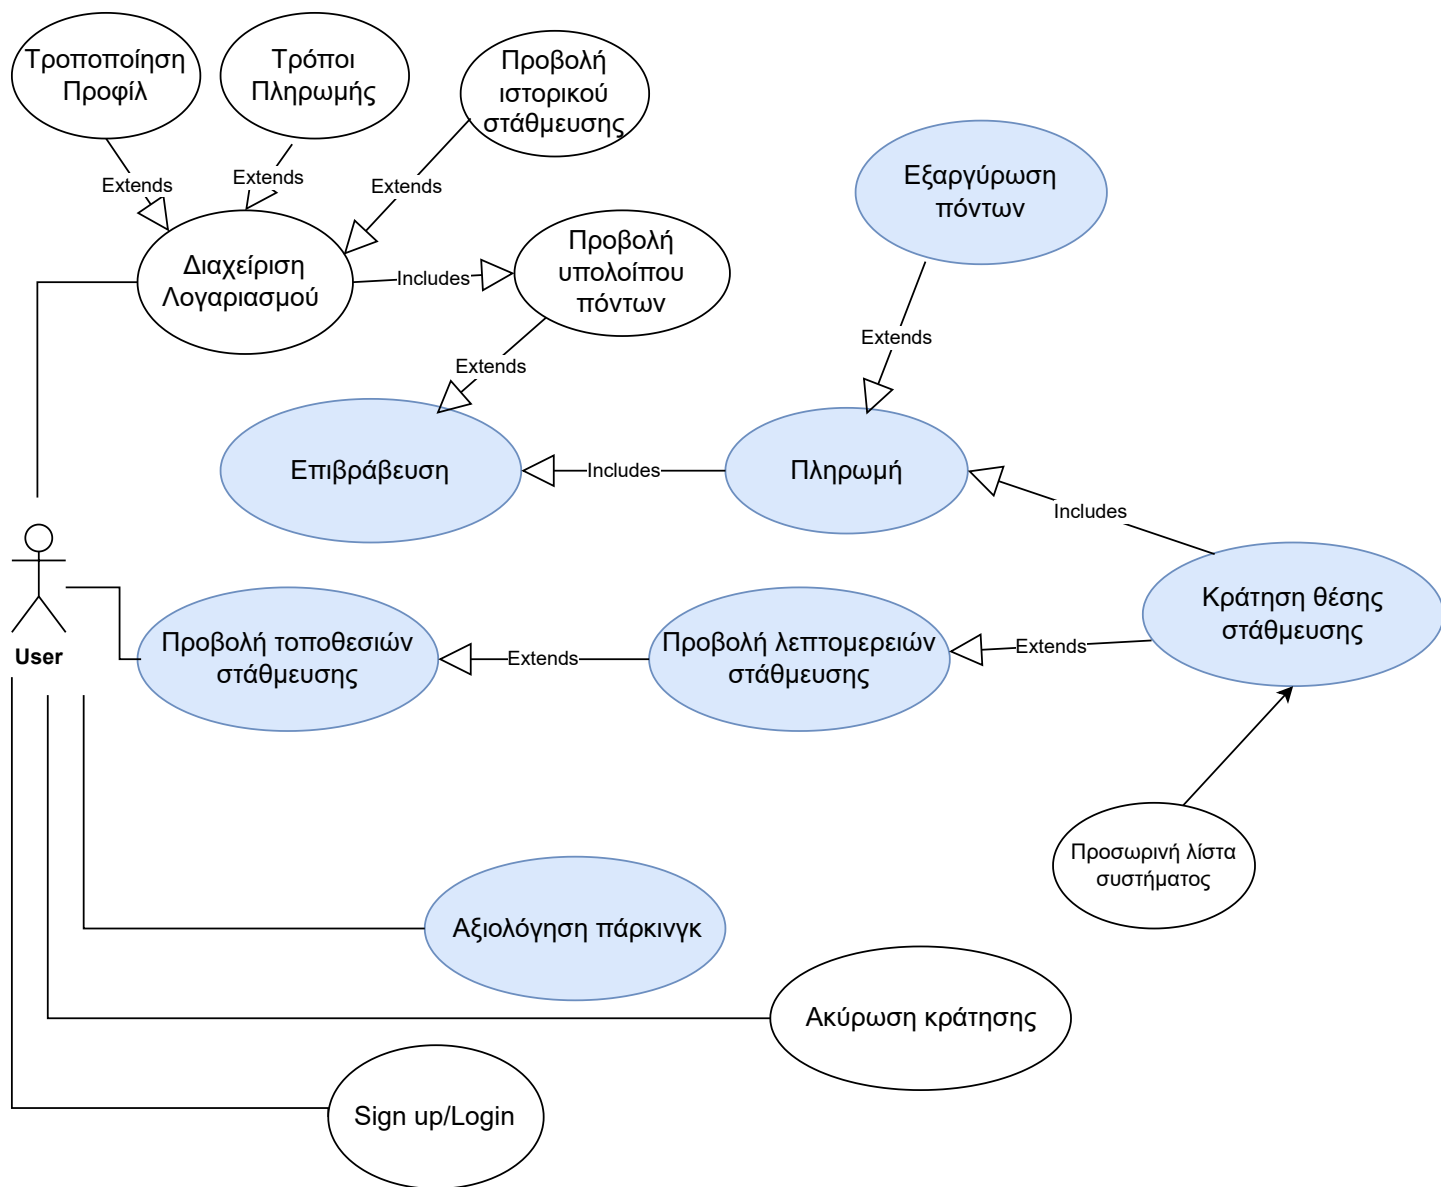 Τροποποίηση
Προφίλ
Τρόποι
Πληρωμής
Προβολή
ιστορικού
στάθμευσης
Extends
Extends
Extends
Εξαργύρωση
πόντων
Διαχείριση
Λογαριασμού
Includes
Προβολή
υπολοίπου
πόντων
Extends
Extends
Επιβράβευση
Includes
Πληρωμή
Includes
User
Προβολή τοποθεσιών
στάθμευσης
Extends
Προβολή λεπτομερειών
στάθμευσης
Extends
Κράτηση θέσης
στάθμευσης
Προσωρινή λίστα
συστήματος
Αξιολόγηση πάρκινγκ
Ακύρωση κράτησης
Sign up/Login